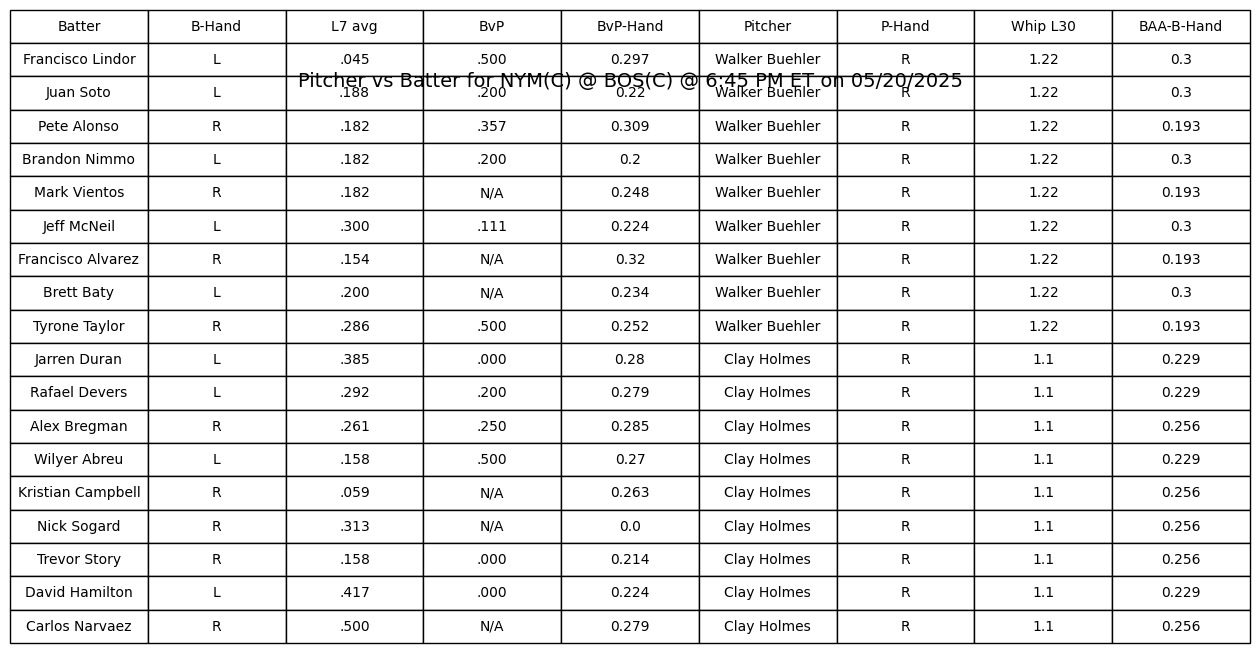 Batter B-Hand L7 avg BvP BvP-Hand Pitcher P-Hand Whip L30 BAA-B-Hand
Francisco Lindor L .045 .500 0.297 Walker Buehler R 1.22 0.3
Pitcher vs Batter for NYM(C) @ BOS(C) @ 6:45 PM ET on 05/20/2025
Juan Soto L .188 .200 0.22 Walker Buehler R 1.22 0.3
Pete Alonso R .182 .357 0.309 Walker Buehler R 1.22 0.193
Brandon Nimmo L .182 .200 0.2 Walker Buehler R 1.22 0.3
Mark Vientos R .182 N/A 0.248 Walker Buehler R 1.22 0.193
Jeff McNeil L .300 .111 0.224 Walker Buehler R 1.22 0.3
Francisco Alvarez R .154 N/A 0.32 Walker Buehler R 1.22 0.193
Brett Baty L .200 N/A 0.234 Walker Buehler R 1.22 0.3
Tyrone Taylor R .286 .500 0.252 Walker Buehler R 1.22 0.193
Jarren Duran L .385 .000 0.28 Clay Holmes R 1.1 0.229
Rafael Devers L .292 .200 0.279 Clay Holmes R 1.1 0.229
Alex Bregman R .261 .250 0.285 Clay Holmes R 1.1 0.256
Wilyer Abreu L .158 .500 0.27 Clay Holmes R 1.1 0.229
Kristian Campbell R .059 N/A 0.263 Clay Holmes R 1.1 0.256
Nick Sogard R .313 N/A 0.0 Clay Holmes R 1.1 0.256
Trevor Story R .158 .000 0.214 Clay Holmes R 1.1 0.256
David Hamilton L .417 .000 0.224 Clay Holmes R 1.1 0.229
Carlos Narvaez R .500 N/A 0.279 Clay Holmes R 1.1 0.256